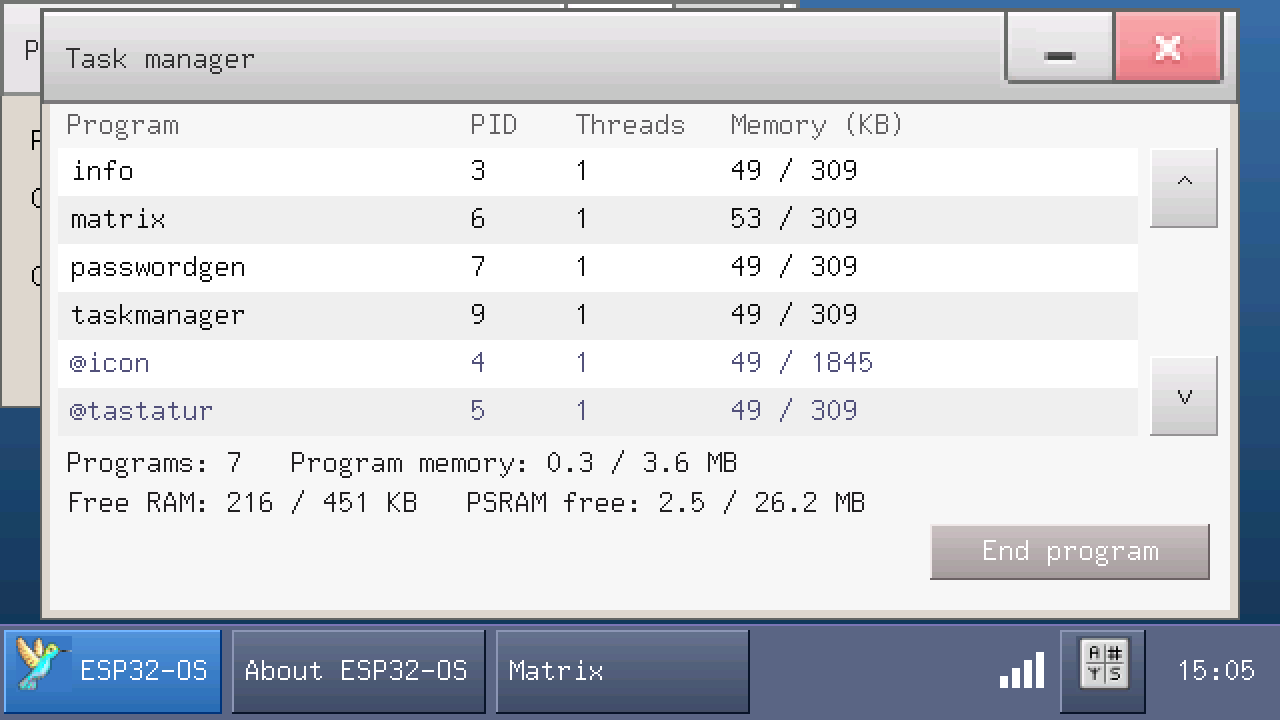 Task manager
Program PID Threads Memory (KB)
info 3 1 49 / 309
matrix 6 1 53 / 309
passwordgen 7 1 49 / 309
taskmanager 9 1 49 / 309
@icon 4 1 49 / 1845
@tastatur 5 1 49 / 309
^
v
Programs: 7 Program memory: 0.3 / 3.6 MB
Free RAM: 216 / 451 KB PSRAM free: 2.5 / 26.2 MB
End program
ESP32-OS About ESP32-OS Matrix A # Y S 15:05